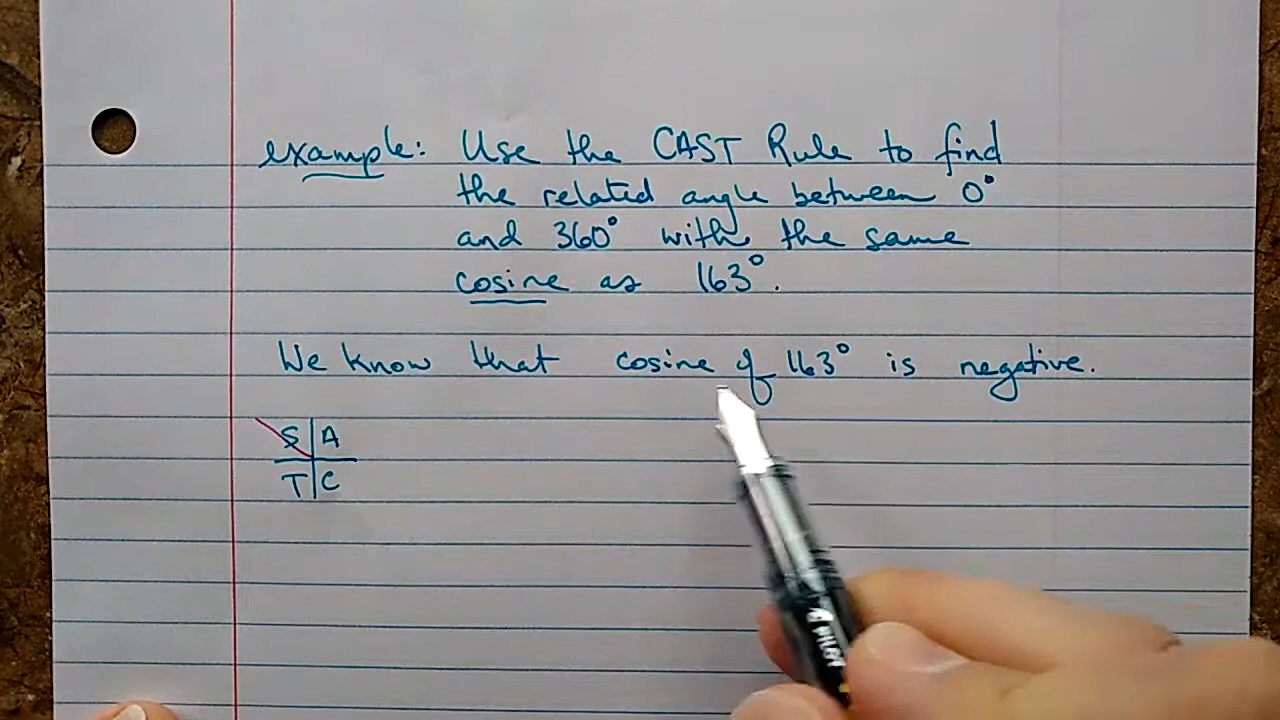 example: Use the CAST Rule to find
the related angle between 0°
and 360° with the same
cosine as 163°.
We know that cosine of 163° is negative.
S A
T C
PILOT